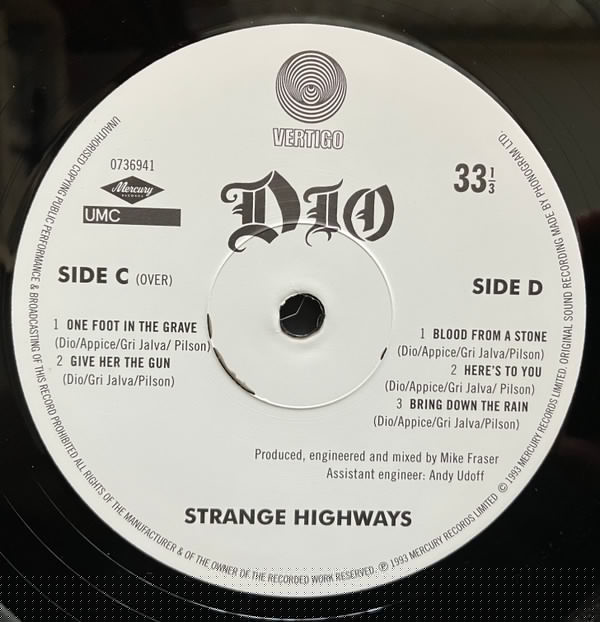 VERTIGO
0736941
Mercury
RECORDS
UMC
33 1/3
DIO
SIDE C (OVER)
1 ONE FOOT IN THE GRAVE
(Dio/Appice/Gri Jalva/ Pilson)
2 GIVE HER THE GUN
(Dio/Gri Jalva/Pilson)
SIDE D
1 BLOOD FROM A STONE
(Dio/Appice/Gri Jalva/Pilson)
2 HERE'S TO YOU
(Dio/Appice/Gri Jalva/ Pilson)
3 BRING DOWN THE RAIN
(Dio/Appice/Gri Jalva/Pilson)
Produced, engineered and mixed by Mike Fraser
Assistant engineer: Andy Udoff
STRANGE HIGHWAYS
UNAUTHORISED COPYING PUBLIC PERFORMANCE & BROADCASTING OF THIS RECORD PROHIBITED ALL RIGHTS OF THE MANUFACTURER & OF THE OWNER OF THE RECORDED WORK RESERVED. ℗ 1993 MERCURY RECORDS LIMITED © 1993 MERCURY RECORDS LIMITED. ORIGINAL SOUND RECORDING MADE BY PHONOGRAM LTD.